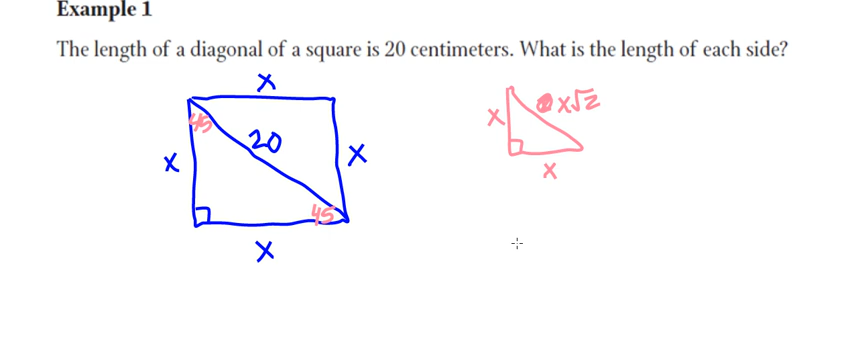 Example 1
The length of a diagonal of a square is 20 centimeters. What is the length of each side?
x
x√2
x
45
20
x
x
x
45
x